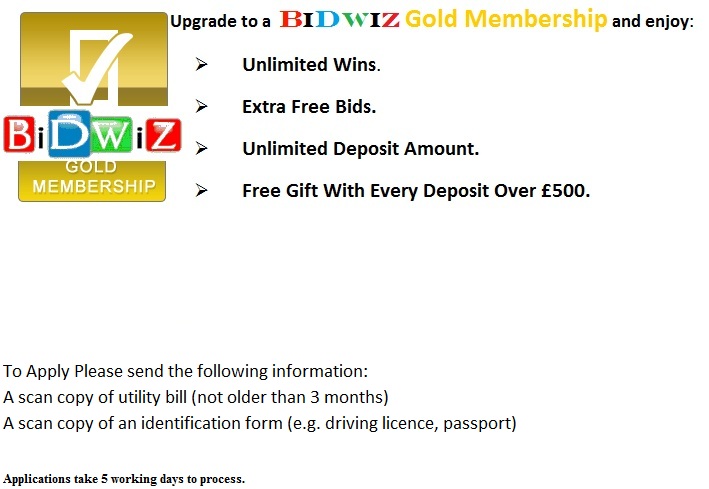 Upgrade to a BIDWIZ Gold Membership and enjoy:
Unlimited Wins.
Extra Free Bids.
BiDWiZ
Unlimited Deposit Amount.
GOLD
MEMBERSHIP
Free Gift With Every Deposit Over £500.
To Apply Please send the following information:
A scan copy of utility bill (not older than 3 months)
A scan copy of an identification form (e.g. driving licence, passport)
Applications take 5 working days to process.